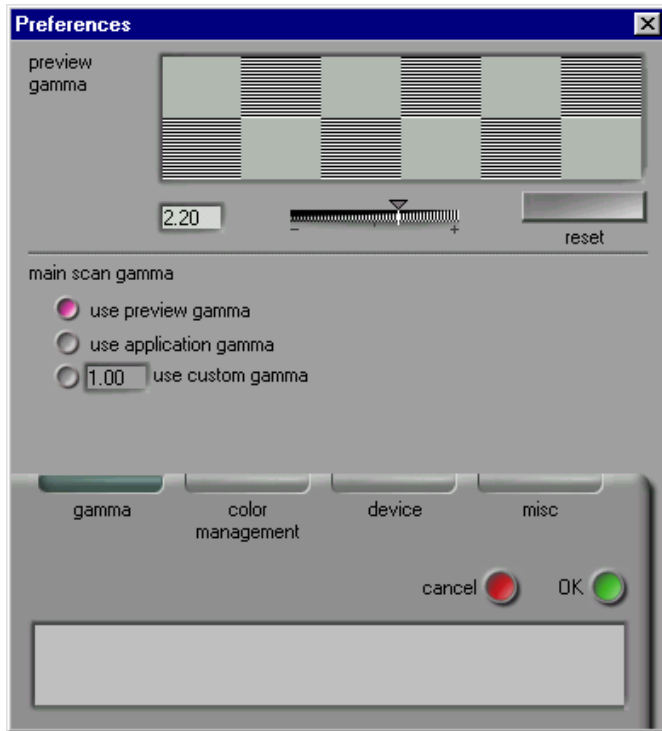 Preferences
preview
gamma
2.20
- +
reset
main scan gamma
use preview gamma
use application gamma
1.00 use custom gamma
gamma
color
management
device
misc
cancel
OK